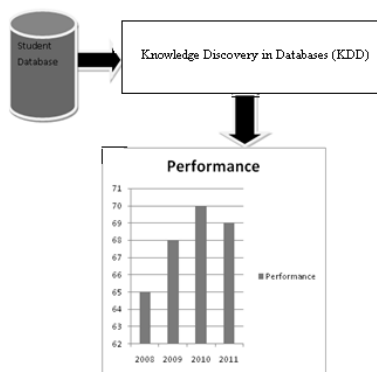 Student
Database
Knowledge Discovery in Databases (KDD)
Performance
71
70
69
68
67
66
65
64
63
62
2008 2009 2010 2011
Performance